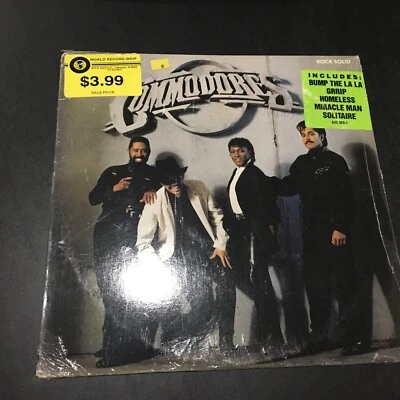 WORLD RECORD
$3.99
SALE PRICE
COMMODORES
ROCK SOLID
INCLUDES:
BUMP THE LA LA
GRRIP
HOMELESS
MIRACLE MAN
SOLITAIRE